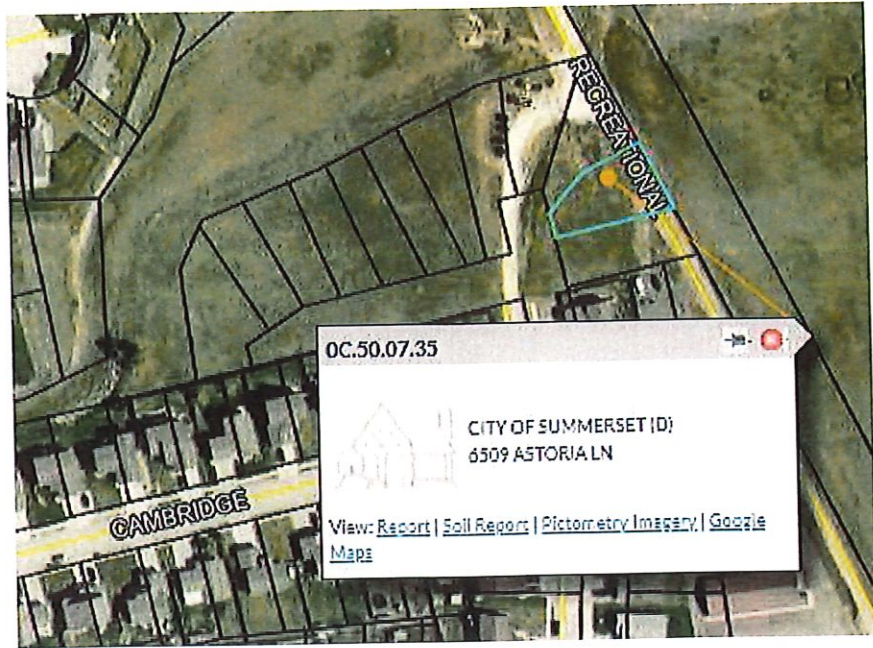 RECREATIONAL
0C.50.07.35
CITY OF SUMMERSET (D)
6509 ASTORIA LN
View: Report | Soil Report | Pictometry Imagery | Google
Maps
CAMBRIDGE